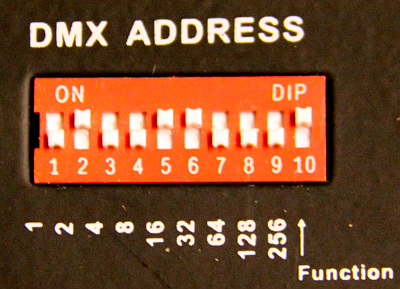 DMX ADDRESS
ON DIP
1 2 3 4 5 6 7 8 9 10
1 2 4 8 16 32 64 128 256
Function